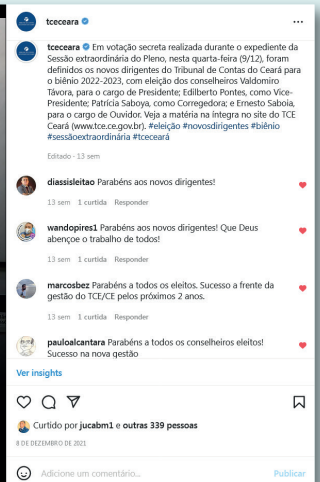 tceceara
tceceara Em votação secreta realizada durante o expediente da
Sessão extraordinária do Pleno, nesta quarta-feira (9/12), foram
definidos os novos dirigentes do Tribunal de Contas do Ceará para
o biênio 2022-2023, com eleição dos conselheiros Valdomiro
Távora, para o cargo de Presidente; Edilberto Pontes, como Vice-
Presidente; Patrícia Saboya, como Corregedora; e Ernesto Saboia,
para o cargo de Ouvidor. Veja a matéria na íntegra no site do TCE
Ceará (www.tce.ce.gov.br). #eleição #novosdirigentes #biênio
#sessãoextraordinária #tceceará
Editado · 13 sem
diassisleitao Parabéns aos novos dirigentes!
13 sem 1 curtida Responder
wandopires1 Parabéns aos novos dirigentes! Que Deus
abençoe o trabalho de todos!
13 sem 1 curtida Responder
marcosbez Parabéns a todos os eleitos. Sucesso a frente da
gestão do TCE/CE pelos próximos 2 anos.
13 sem 1 curtida Responder
pauloalcantara Parabéns a todos os conselheiros eleitos!
Sucesso na nova gestão
Ver insights
Curtido por jucabm1 e outras 339 pessoas
8 DE DEZEMBRO DE 2021
Adicione um comentário...
Publicar